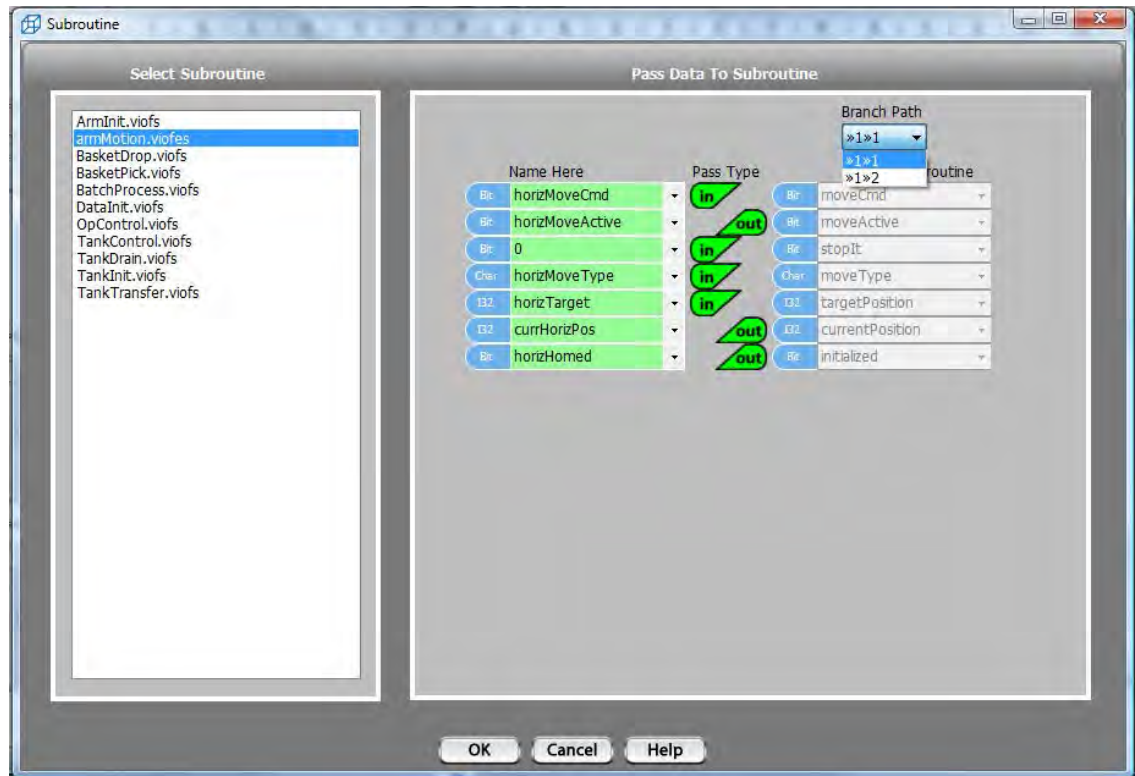 Subroutine
Select Subroutine
Pass Data To Subroutine
ArmInit.viofs
armMotion.viofes
BasketDrop.viofs
BasketPick.viofs
BatchProcess.viofs
DataInit.viofs
OpControl.viofs
TankControl.viofs
TankDrain.viofs
TankInit.viofs
TankTransfer.viofs
Branch Path
»1»1
»1»1
»1»2
Name Here Pass Type routine
Bit horizMoveCmd in Bit moveCmd
Bit horizMoveActive out Bit moveActive
Bit 0 in Bit stopIt
Char horizMoveType in Char moveType
I32 horizTarget in I32 targetPosition
I32 currHorizPos out I32 currentPosition
Bit horizHomed out Bit initialized
OK Cancel Help